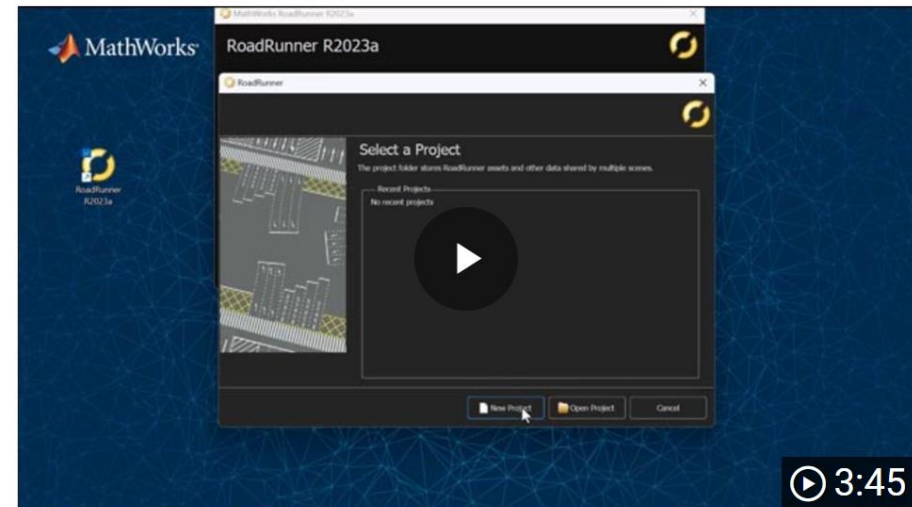 MathWorks RoadRunner R2023a
MathWorks®
RoadRunner R2023a
RoadRunner
Select a Project
The project folder stores RoadRunner assets and other data shared by multiple scenes.
Recent Projects
No recent projects
RoadRunner
R2023a
New Project
Open Project
Cancel
3:45